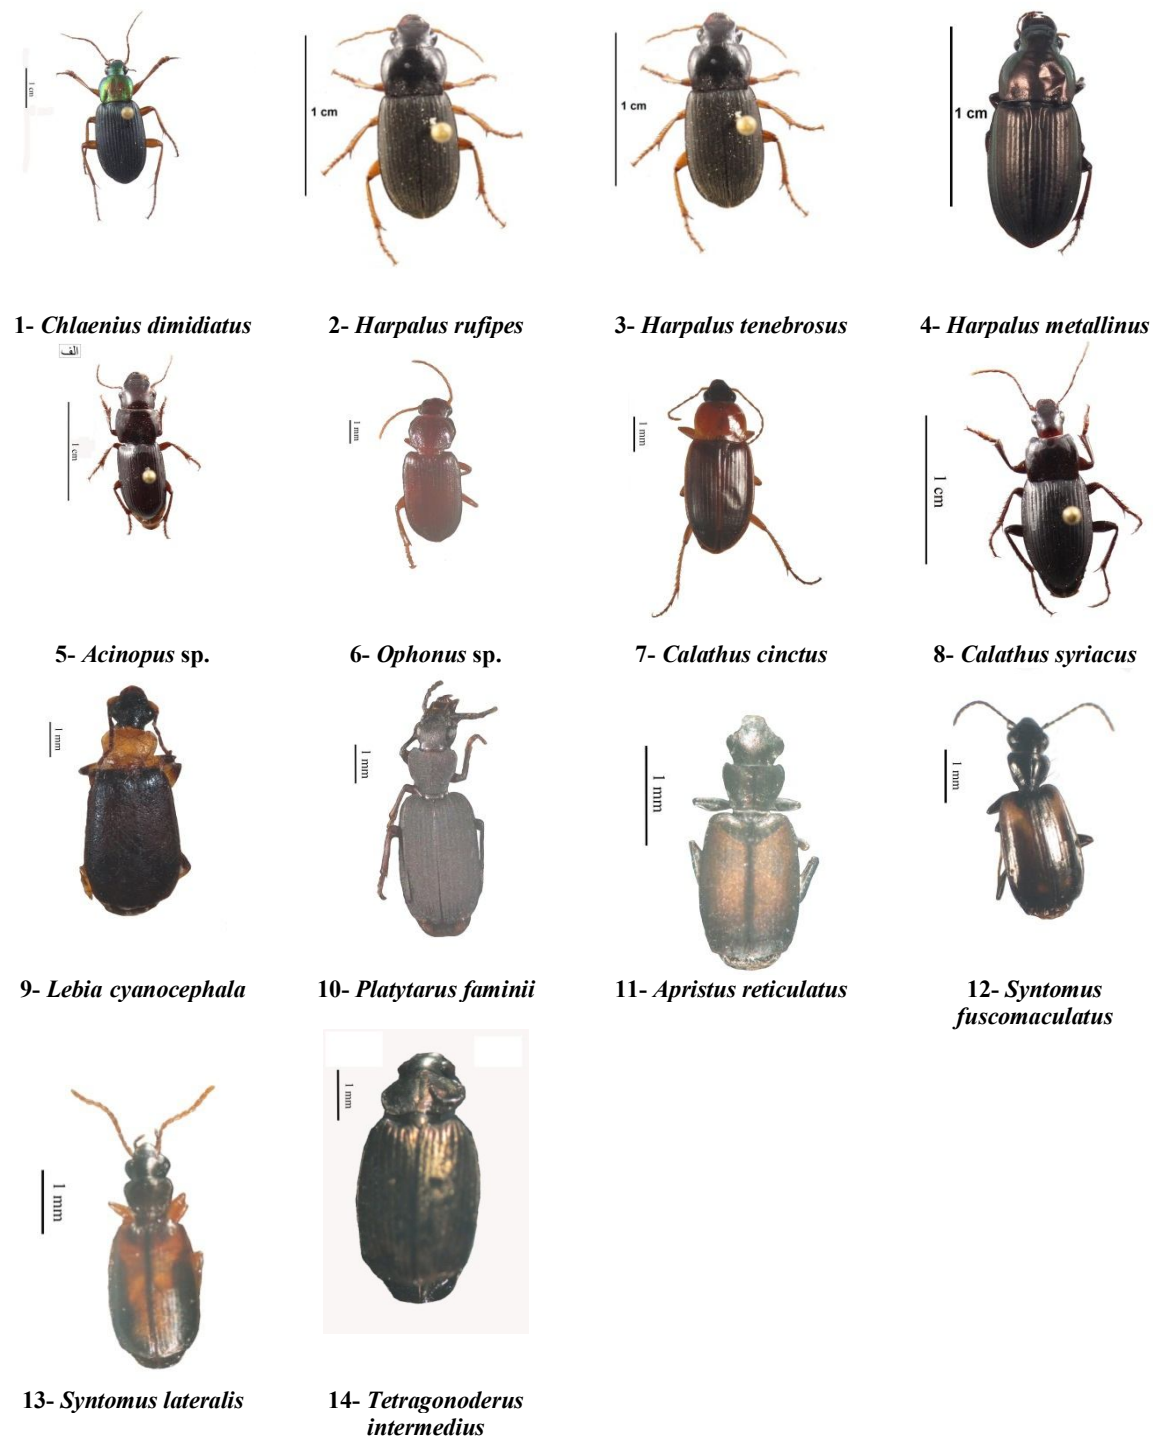 1 cm
1 cm
1 cm
1 cm
1- Chlaenius dimidiatus
2- Harpalus rufipes
3- Harpalus tenebrosus
4- Harpalus metallinus
الف
1 cm
1 mm
1 mm
1 cm
5- Acinopus sp.
6- Ophonus sp.
7- Calathus cinctus
8- Calathus syriacus
1 mm
1 mm
1 mm
1 mm
9- Lebia cyanocephala
10- Platytarus faminii
11- Apristus reticulatus
12- Syntomus
fuscomaculatus
1 mm
1 mm
13- Syntomus lateralis
14- Tetragonoderus
intermedius